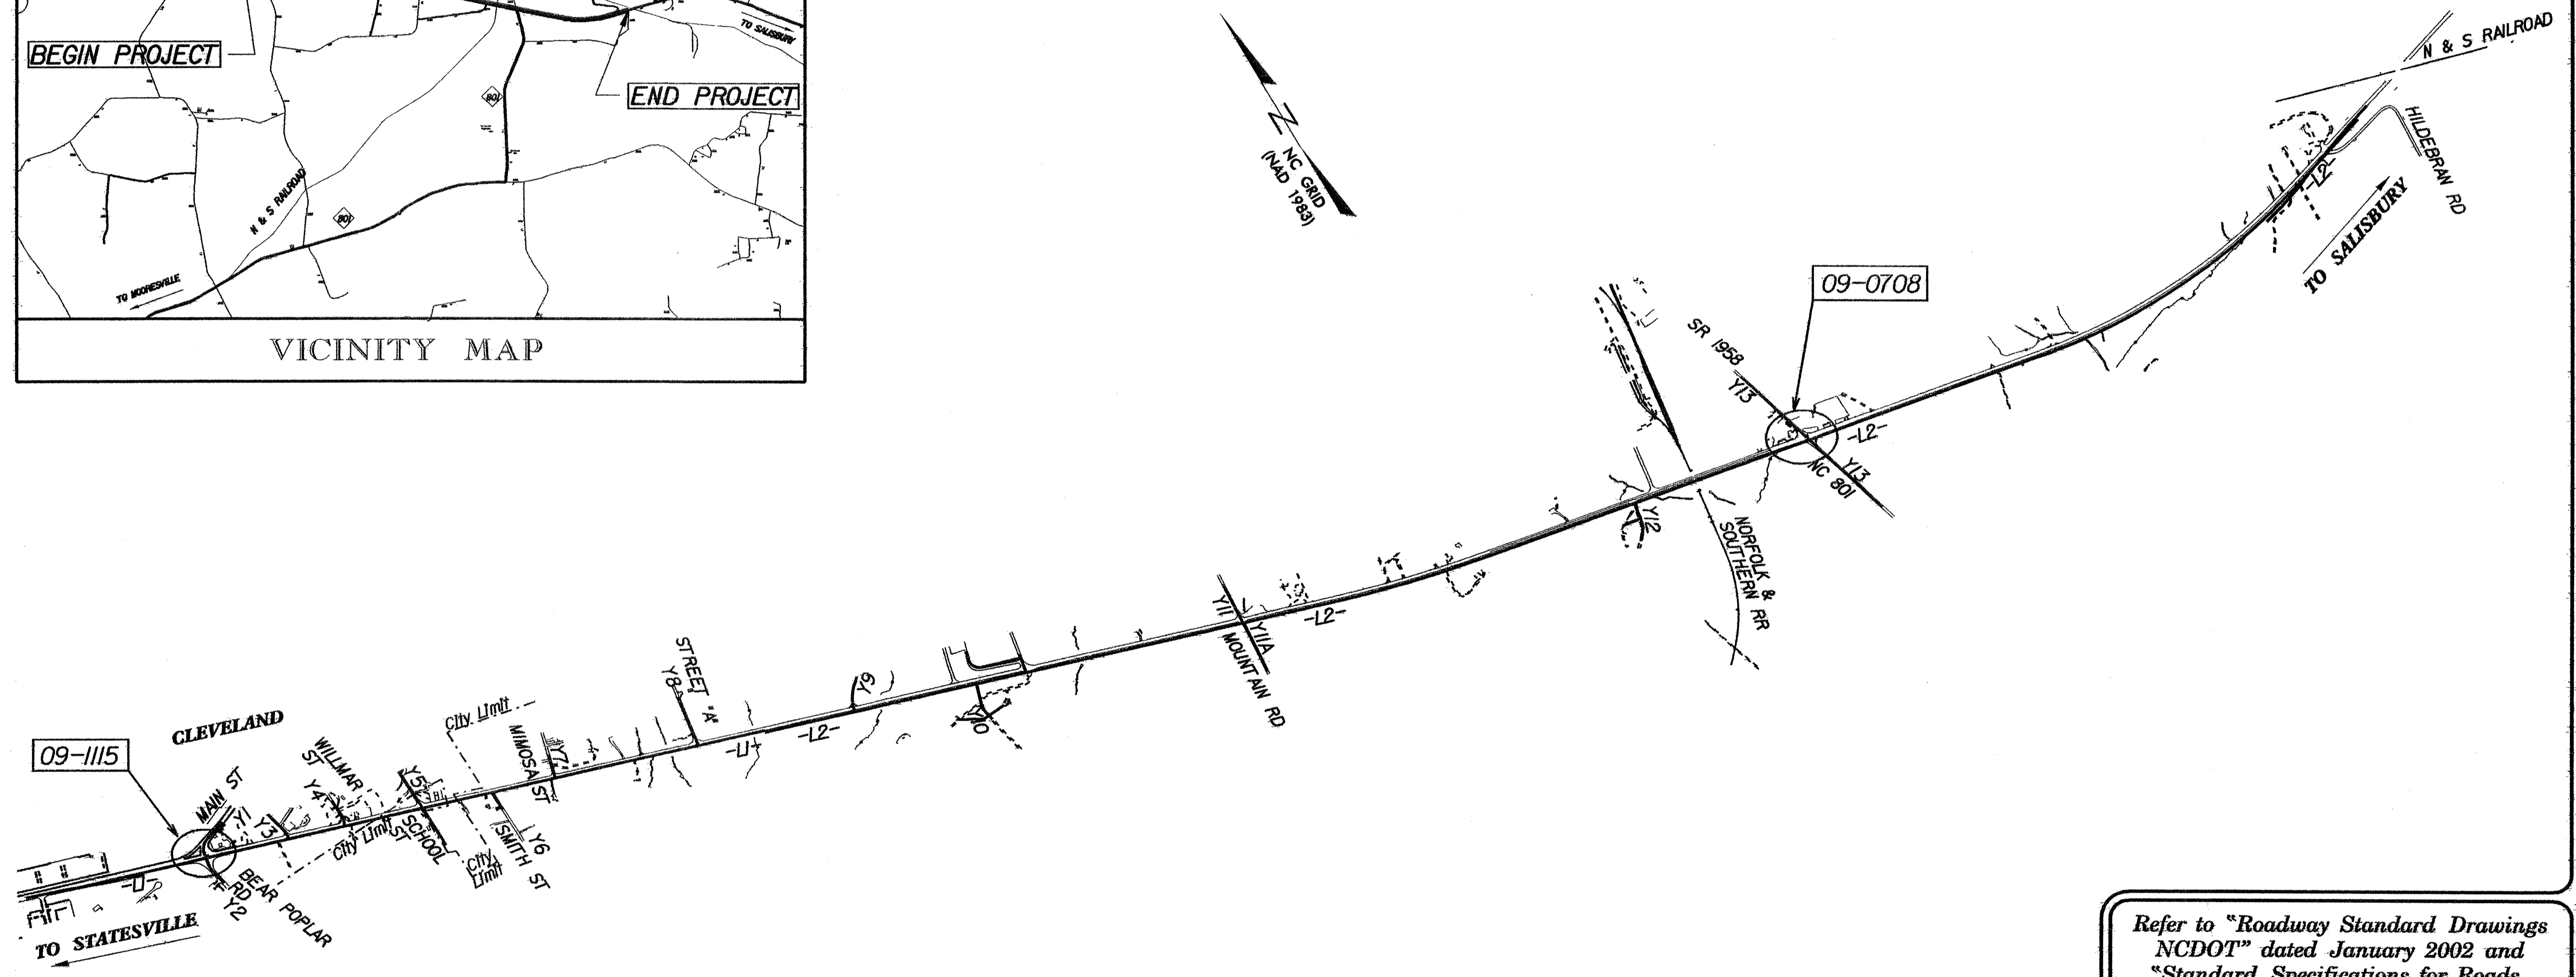 TO SALISBURY
BEGIN PROJECT
END PROJECT
801
N & S RAILROAD
801
TO MOORESVILLE
VICINITY MAP
N
NC GRID
(NAD 1983)
N & S RAILROAD
HILDEBRAN RD
-L2-
TO SALISBURY
09-0708
SR 1958
Y13
-L2-
Y13
NC 801
Y12
NORFOLK &
SOUTHERN RR
Y11
Y11A
MOUNTAIN RD
-L2-
STREET "A"
Y8
Y9
Y10
-L1-
-L2-
CLEVELAND
City Limit
MIMOSA ST
Y7
09-1115
MAIN ST
Y1
Y3
WILLMAR
ST
Y4
City Limit
Y5
SCHOOL
ST
City
Limit
SMITH ST
Y6
BEAR POPLAR
RD
Y2
TO STATESVILLE
Refer to "Roadway Standard Drawings
NCDOT" dated January 2002 and
"Standard Specifications for Roads